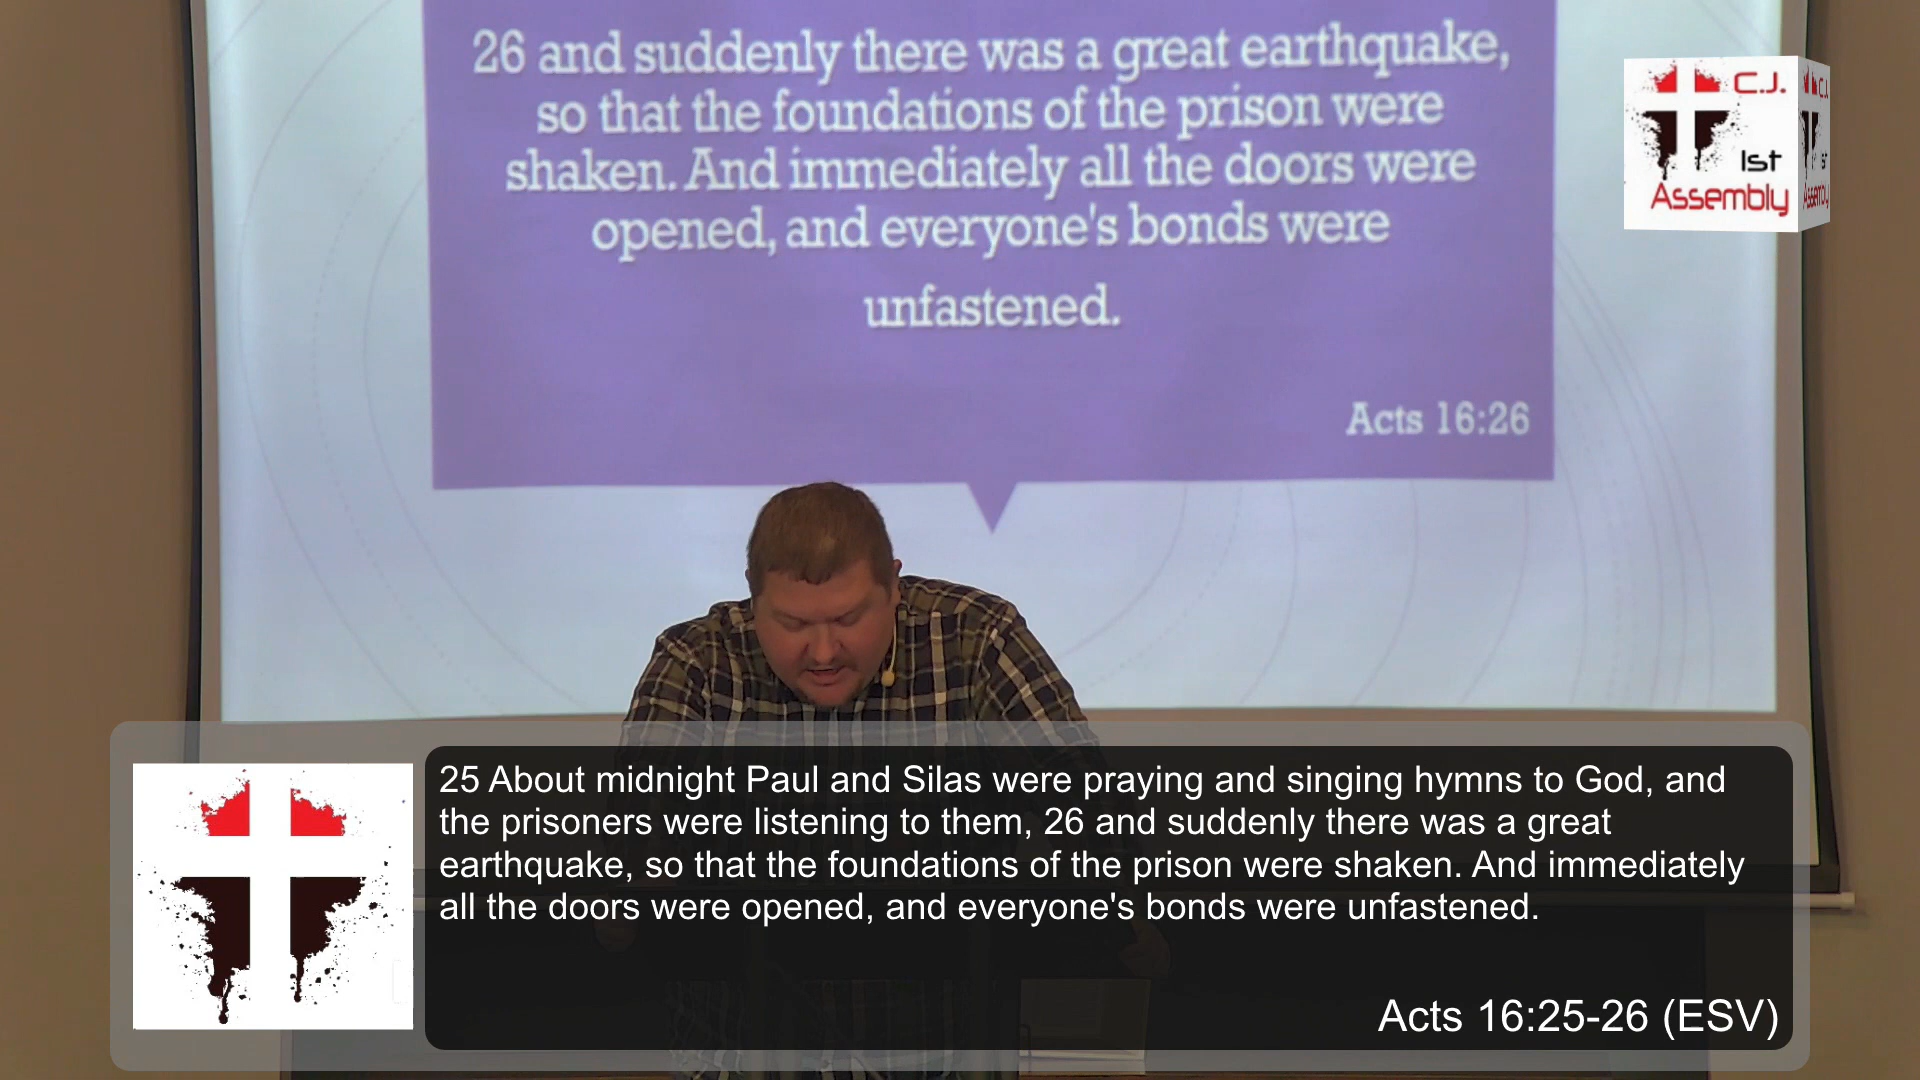 26 and suddenly there was a great earthquake,
so that the foundations of the prison were
shaken. And immediately all the doors were
opened, and everyone's bonds were
unfastened.
Acts 16:26
C.J.
1st
Assembly
25 About midnight Paul and Silas were praying and singing hymns to God, and
the prisoners were listening to them, 26 and suddenly there was a great
earthquake, so that the foundations of the prison were shaken. And immediately
all the doors were opened, and everyone's bonds were unfastened.
Acts 16:25-26 (ESV)